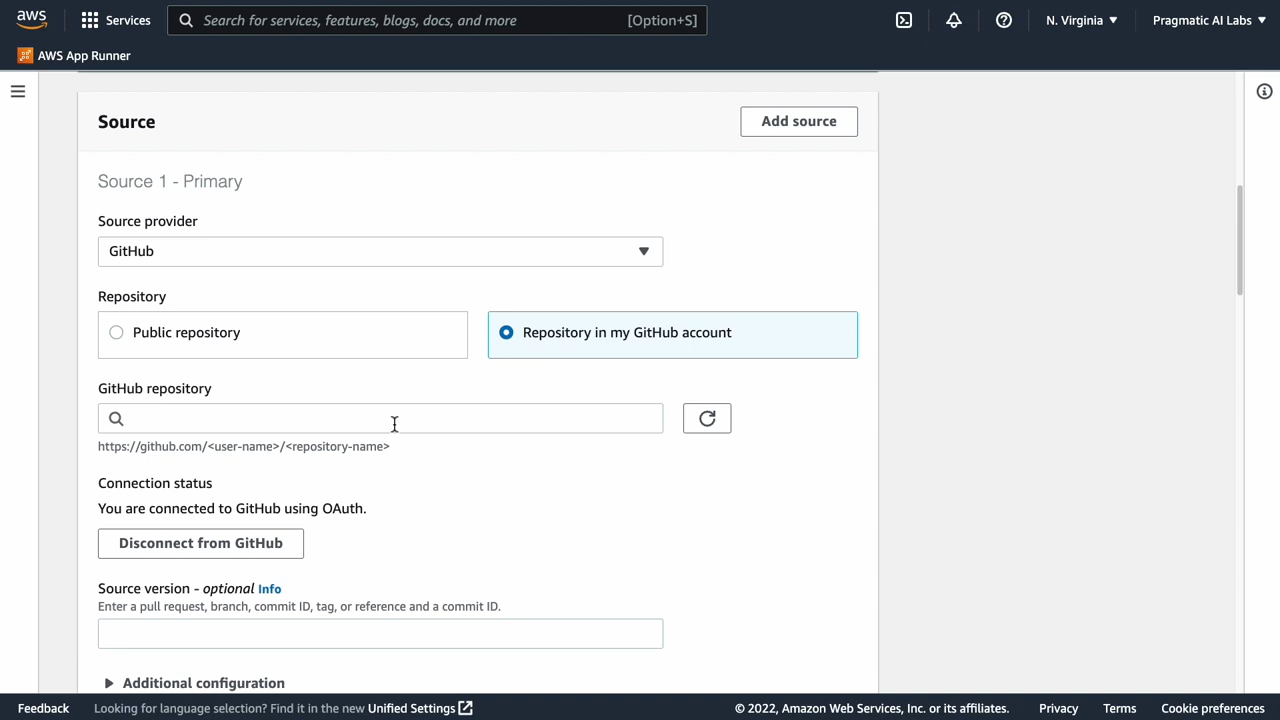 aws
Services
Search for services, features, blogs, docs, and more [Option+S]
N. Virginia
Pragmatic AI Labs
AWS App Runner
Source
Add source
Source 1 - Primary
Source provider
GitHub
Repository
Public repository
Repository in my GitHub account
GitHub repository
https://github.com/<user-name>/<repository-name>
Connection status
You are connected to GitHub using OAuth.
Disconnect from GitHub
Source version - optional Info
Enter a pull request, branch, commit ID, tag, or reference and a commit ID.
Additional configuration
Feedback
Looking for language selection? Find it in the new Unified Settings
© 2022, Amazon Web Services, Inc. or its affiliates.
Privacy
Terms
Cookie preferences